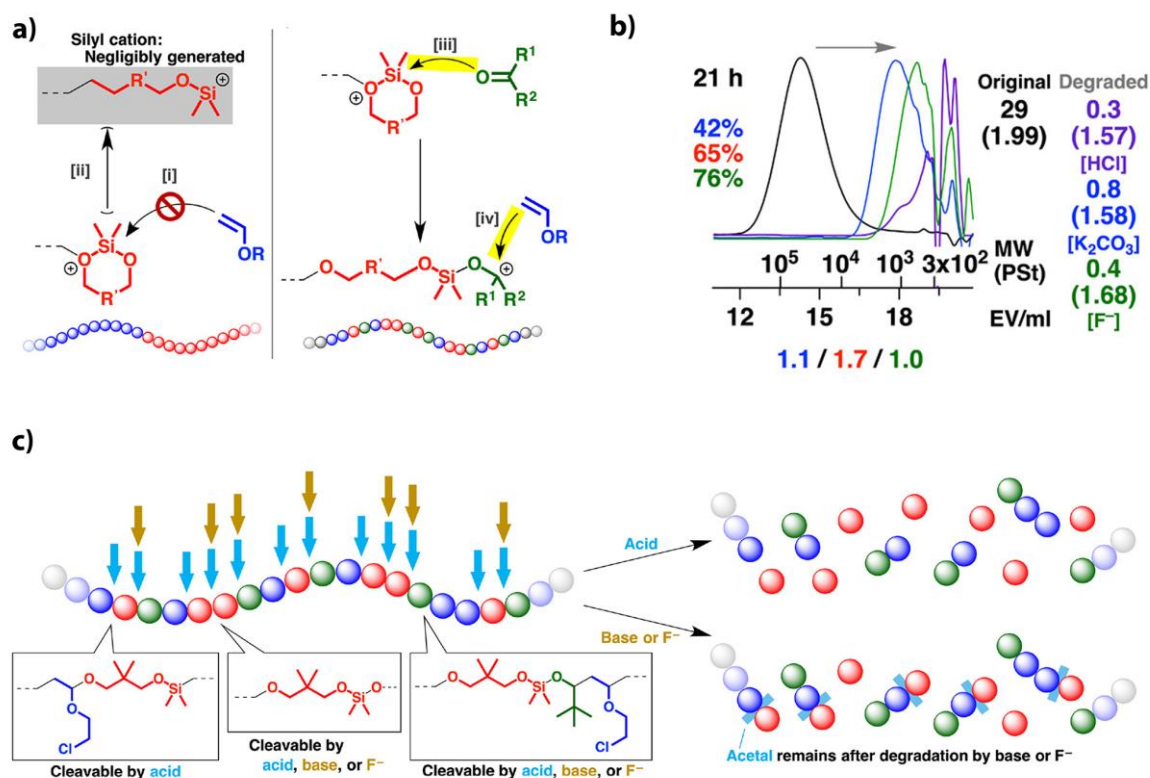 a)
Silyl cation:
Negligibly generated
R' O Si ⊕
[ii]
[i]
Si
O O
⊕
R'
OR
[iii]
Si
O O
⊕
R'
O
R1
R2
[iv]
OR
O R' O Si O ⊕
R1 R2
b)
21 h
42%
65%
76%
Original
29
(1.99)
Degraded
0.3
(1.57)
[HCl]
0.8
(1.58)
[K2CO3]
0.4
(1.68)
[F−]
10⁵ 10⁴ 10³ 3x10²
MW
(PSt)
12 15 18
EV/ml
1.1 / 1.7 / 1.0
c)
Acid
Base or F−
O O Si
O
Cl
Cleavable by acid
O O Si O
Cleavable by
acid, base, or F−
O O Si O O
Cl
Cleavable by acid, base, or F−
Acetal remains after degradation by base or F−